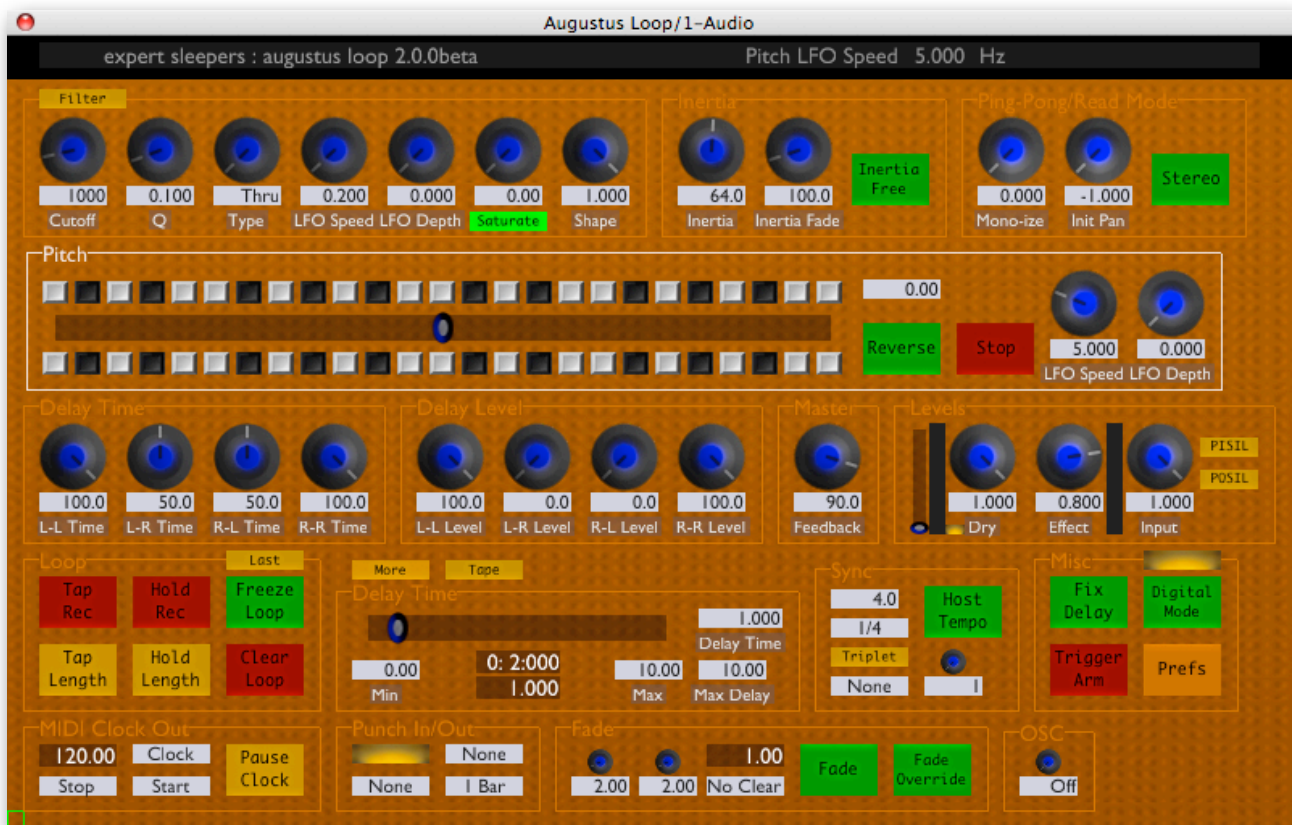 Augustus Loop/1-Audio
expert sleepers : augustus loop 2.0.0beta Pitch LFO Speed 5.000 Hz
Filter Inertia Ping-Pong/Read Mode
1000 0.100 Thru 0.200 0.000 0.00 1.000 64.0 100.0 Inertia Free 0.000 -1.000 Stereo
Cutoff Q Type LFO Speed LFO Depth Saturate Shape Inertia Inertia Fade Mono-ize Init Pan
Pitch
0.00
Reverse Stop 5.000 0.000
LFO Speed LFO Depth
Delay Time Delay Level Master Levels
PISIL
POSIL
100.0 50.0 50.0 100.0 100.0 0.0 0.0 100.0 90.0 1.000 0.800 1.000
L-L Time L-R Time R-L Time R-R Time L-L Level L-R Level R-L Level R-R Level Feedback Dry Effect Input
Loop Last More Tape Sync Misc
Tap Rec Hold Rec Freeze Loop Delay Time 1.000 4.0 Host Tempo Fix Delay Digital Mode
Delay Time 1/4
Tap Length Hold Length Clear Loop 0.00 0: 2:000 10.00 10.00 Triplet Trigger Arm Prefs
Min 1.000 Max Max Delay None 1
MIDI Clock Out Punch In/Out Fade OSC
120.00 Clock Pause Clock None 1.00 Fade Fade Override
Stop Start None 1 Bar 2.00 2.00 No Clear Off